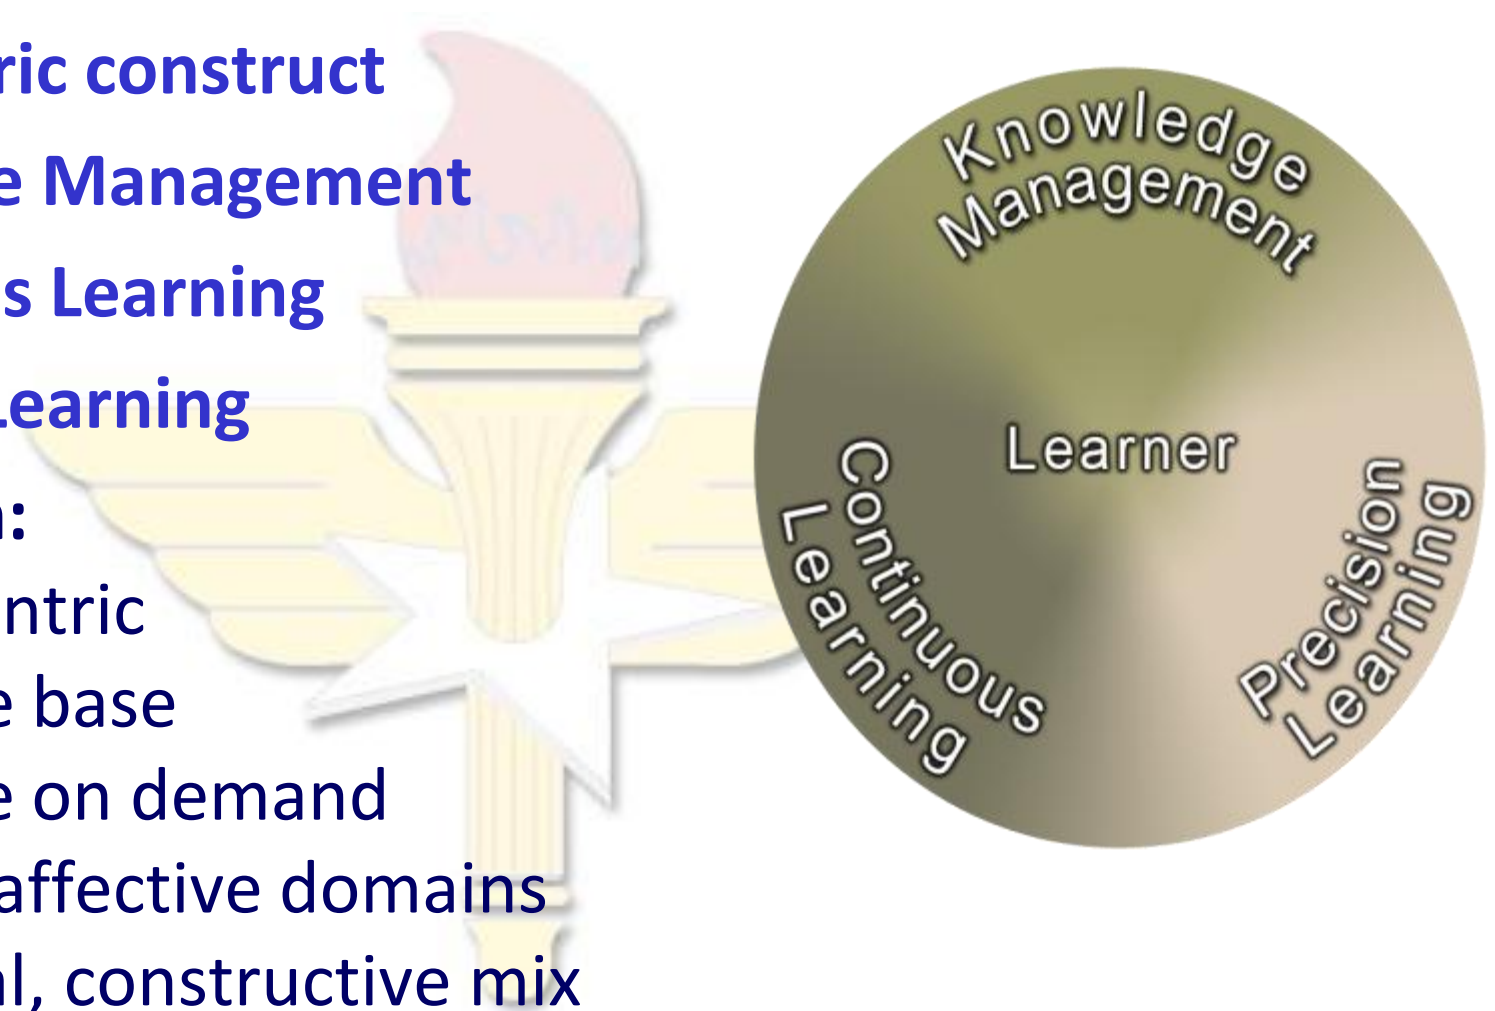 ric construct
e Management
s Learning
Learning
:
ntric
e base
e on demand
affective domains
l, constructive mix
Knowledge
Management
Learner
Continuous
Learning
Precision
Learning